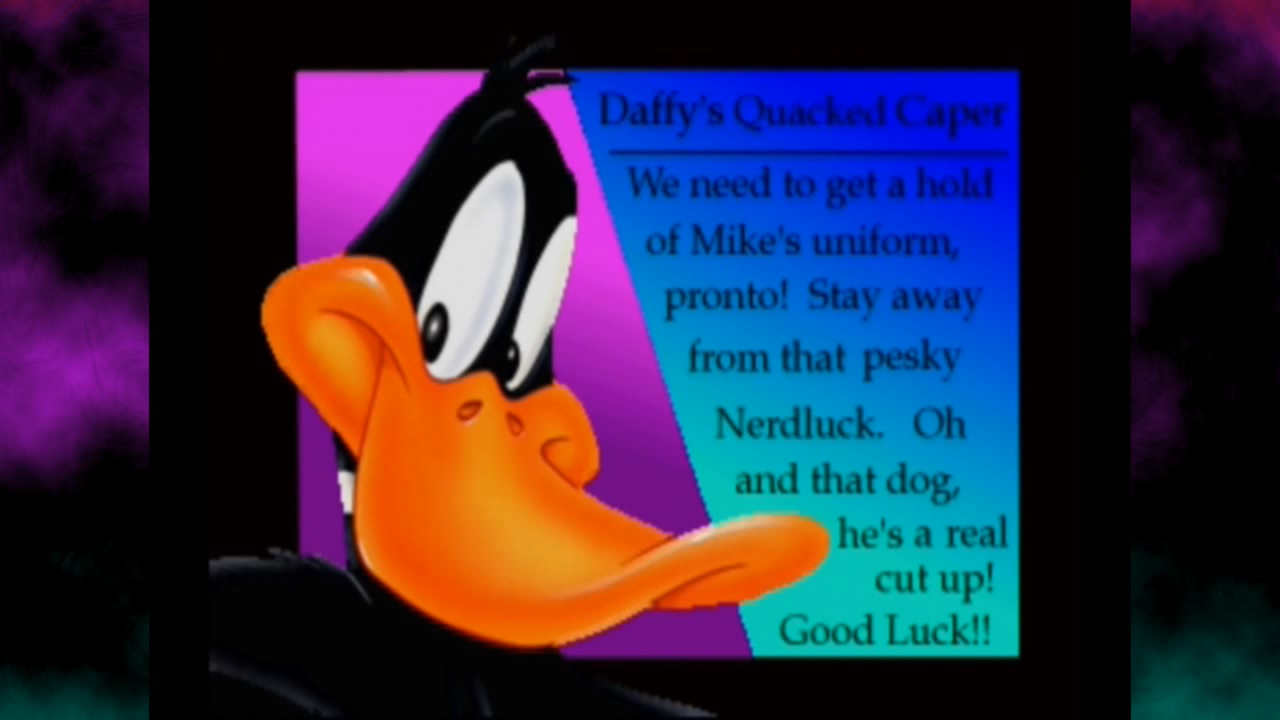 Daffy's Quacked Caper
We need to get a hold
of Mike's uniform,
pronto! Stay away
from that pesky
Nerdluck. Oh
and that dog,
he's a real
cut up!
Good Luck!!